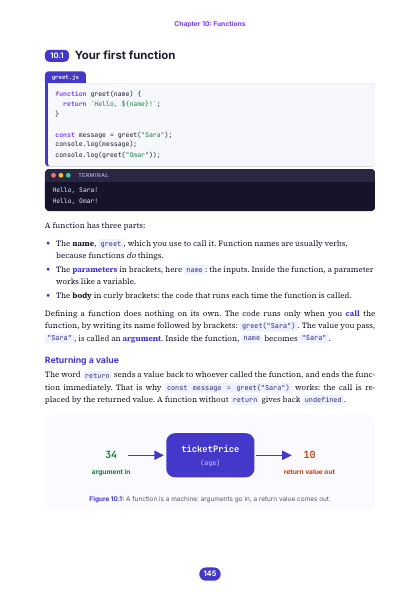 Chapter 10: Functions
10.1 Your first function
greet.js
function greet(name) {
  return `Hello, ${name}!`;
}
const message = greet("Sara");
console.log(message);
console.log(greet("Omar"));
TERMINAL
Hello, Sara!
Hello, Omar!
A function has three parts:
• The name, greet, which you use to call it. Function names are usually verbs,
because functions do things.
• The parameters in brackets, here name: the inputs. Inside the function, a parameter
works like a variable.
• The body in curly brackets: the code that runs each time the function is called.
Defining a function does nothing on its own. The code runs only when you call the
function, by writing its name followed by brackets: greet("Sara"). The value you pass,
"Sara", is called an argument. Inside the function, name becomes "Sara".
Returning a value
The word return sends a value back to whoever called the function, and ends the func-
tion immediately. That is why const message = greet("Sara") works: the call is re-
placed by the returned value. A function without return gives back undefined.
34
ticketPrice
(age)
10
argument in
return value out
Figure 10.1: A function is a machine: arguments go in, a return value comes out.
145